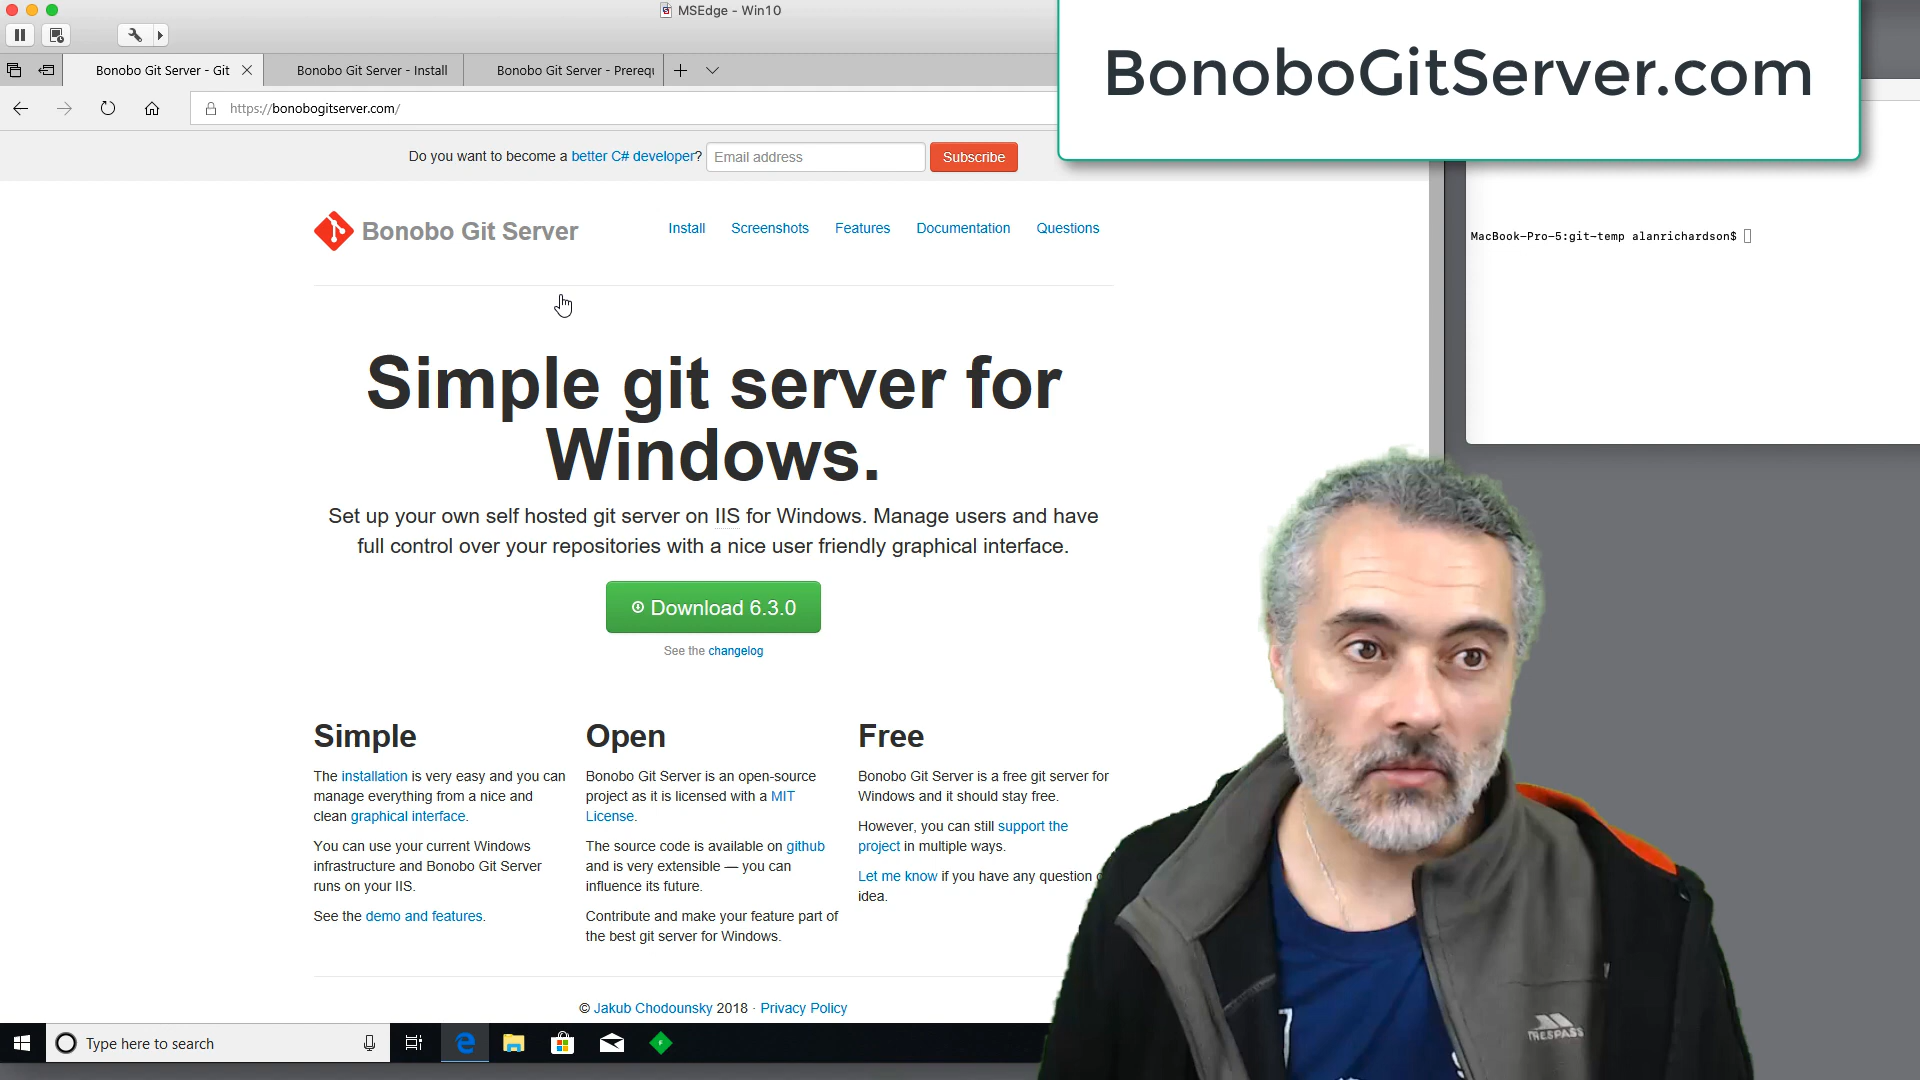 MSEdge - Win10
Bonobo Git Server - Git
Bonobo Git Server - Install
Bonobo Git Server - Prerequ
https://bonobogitserver.com/
BonoboGitServer.com
Do you want to become a better C# developer?
Email address
Subscribe
Bonobo Git Server
Install
Screenshots
Features
Documentation
Questions
MacBook-Pro-5:git-temp alanrichardson$
Simple git server for
Windows.
Set up your own self hosted git server on IIS for Windows. Manage users and have
full control over your repositories with a nice user friendly graphical interface.
Download 6.3.0
See the changelog
Simple
The installation is very easy and you can
manage everything from a nice and
clean graphical interface.
You can use your current Windows
infrastructure and Bonobo Git Server
runs on your IIS.
See the demo and features.
Open
Bonobo Git Server is an open-source
project as it is licensed with a MIT
License.
The source code is available on github
and is very extensible — you can
influence its future.
Contribute and make your feature part of
the best git server for Windows.
Free
Bonobo Git Server is a free git server for
Windows and it should stay free.
However, you can still support the
project in multiple ways.
Let me know if you have any question
idea.
© Jakub Chodounsky 2018 · Privacy Policy
Type here to search
TRESPASS